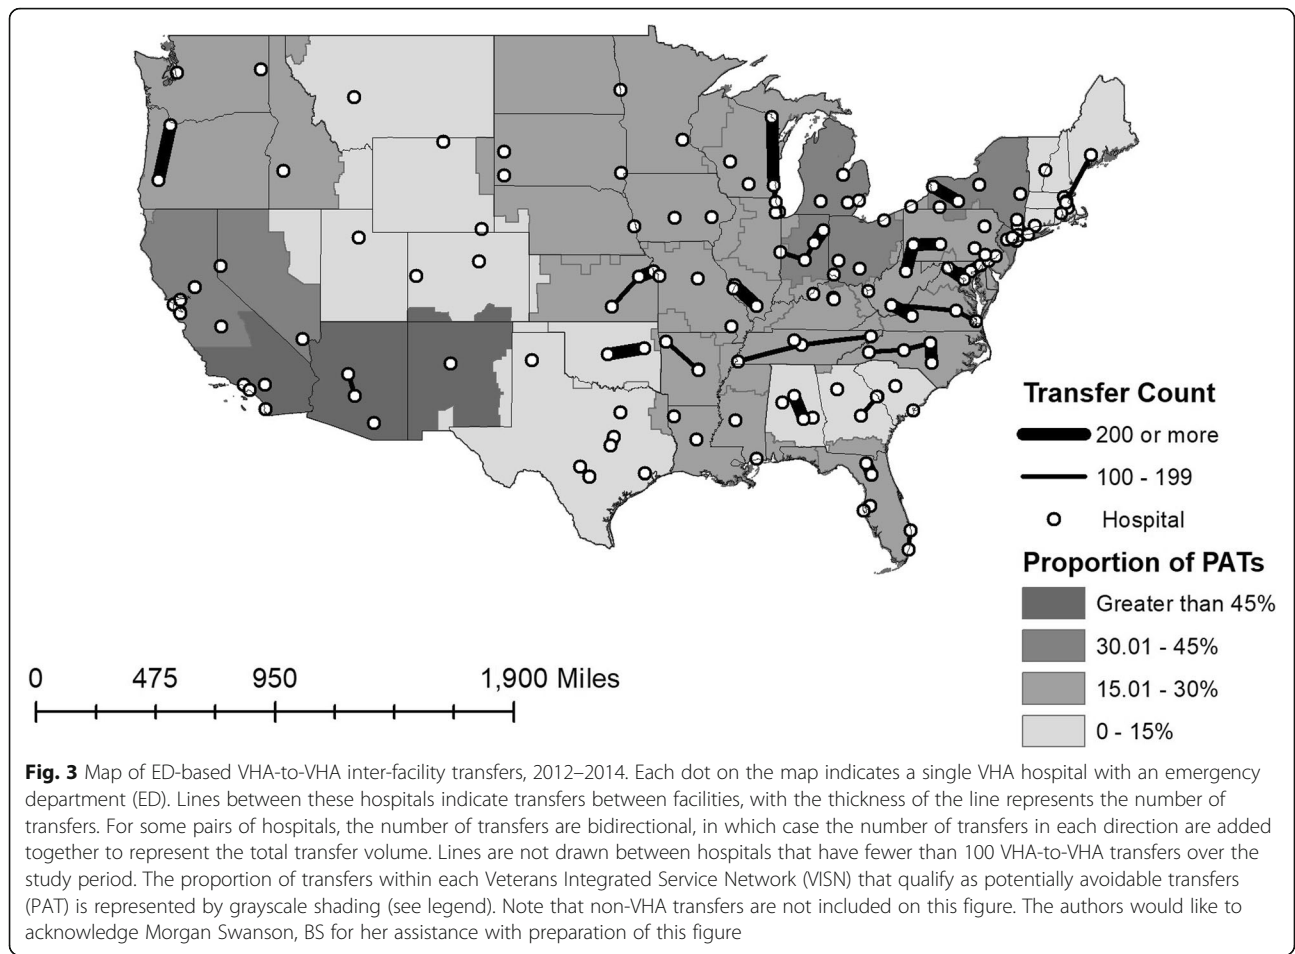 Transfer Count
200 or more
100 - 199
Hospital
Proportion of PATs
Greater than 45%
30.01 - 45%
15.01 - 30%
0 - 15%
0 475 950 1,900 Miles
Fig. 3 Map of ED-based VHA-to-VHA inter-facility transfers, 2012–2014. Each dot on the map indicates a single VHA hospital with an emergency
department (ED). Lines between these hospitals indicate transfers between facilities, with the thickness of the line represents the number of
transfers. For some pairs of hospitals, the number of transfers are bidirectional, in which case the number of transfers in each direction are added
together to represent the total transfer volume. Lines are not drawn between hospitals that have fewer than 100 VHA-to-VHA transfers over the
study period. The proportion of transfers within each Veterans Integrated Service Network (VISN) that qualify as potentially avoidable transfers
(PAT) is represented by grayscale shading (see legend). Note that non-VHA transfers are not included on this figure. The authors would like to
acknowledge Morgan Swanson, BS for her assistance with preparation of this figure